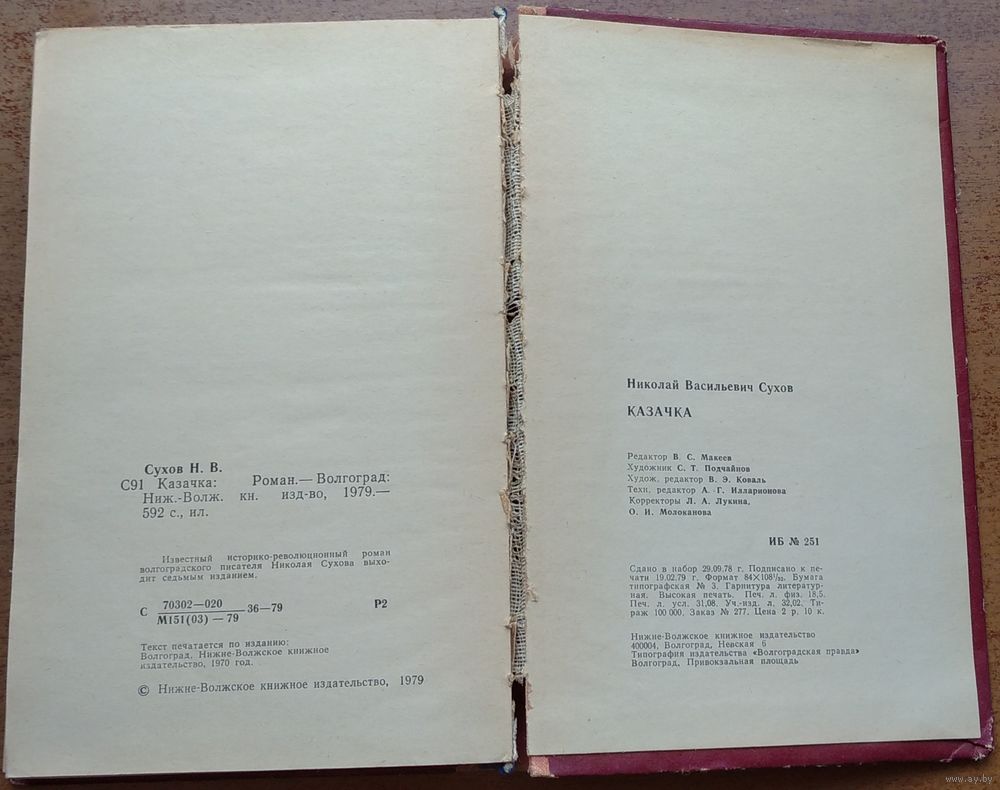 Сухов Н. В.
С91 Казачка: Роман.— Волгоград:
Ниж.-Волж. кн. изд-во, 1979.—
592 с., ил.
Известный историко-революционный роман
волгоградского писателя Николая Сухова выхо-
дит седьмым изданием.
С 70302—020 / М151(03) — 79 36—79 Р2
Текст печатается по изданию:
Волгоград, Нижне-Волжское книжное
издательство, 1970 год.
© Нижне-Волжское книжное издательство, 1979
Николай Васильевич Сухов
КАЗАЧКА
Редактор В. С. Макеев
Художник С. Т. Подчайнов
Худож. редактор В. Э. Коваль
Техн. редактор А. Г. Илларионова
Корректоры Л. А. Лукина,
О. И. Молоканова
ИБ № 251
Сдано в набор 29.09.78 г. Подписано к пе-
чати 19.02.79 г. Формат 84×108¹/₃₂. Бумага
типографская № 3. Гарнитура литератур-
ная. Высокая печать. Печ. л. физ. 18,5.
Печ. л. усл. 31,08. Уч.-изд. л. 32,02. Ти-
раж 100 000. Заказ № 277. Цена 2 р. 10 к.
Нижне-Волжское книжное издательство
400004, Волгоград, Невская 6
Типография издательства «Волгоградская правда»
Волгоград, Привокзальная площадь
www.ay.by